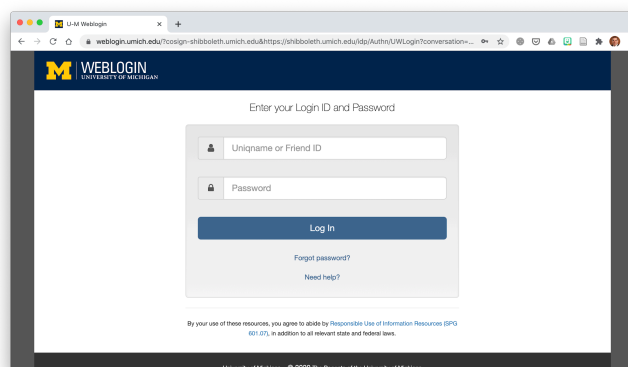 U-M Weblogin
weblogin.umich.edu/?cosign-shibboleth.umich.edu&https://shibboleth.umich.edu/idp/Authn/UWLogin?conversation=...
M WEBLOGIN
UNIVERSITY OF MICHIGAN
Enter your Login ID and Password
Uniqname or Friend ID
Password
Log In
Forgot password?
Need help?
By your use of these resources, you agree to abide by Responsible Use of Information Resources (SPG
601.07), in addition to all relevant state and federal laws.